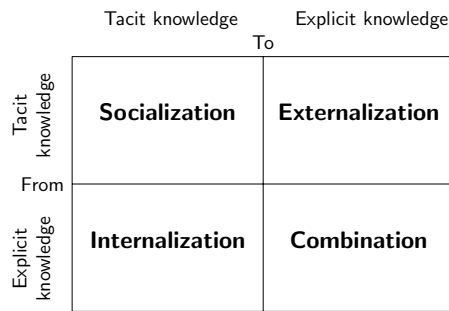 Tacit knowledge Explicit knowledge
To
Tacit
knowledge
Socialization Externalization
From
Explicit
knowledge
Internalization Combination